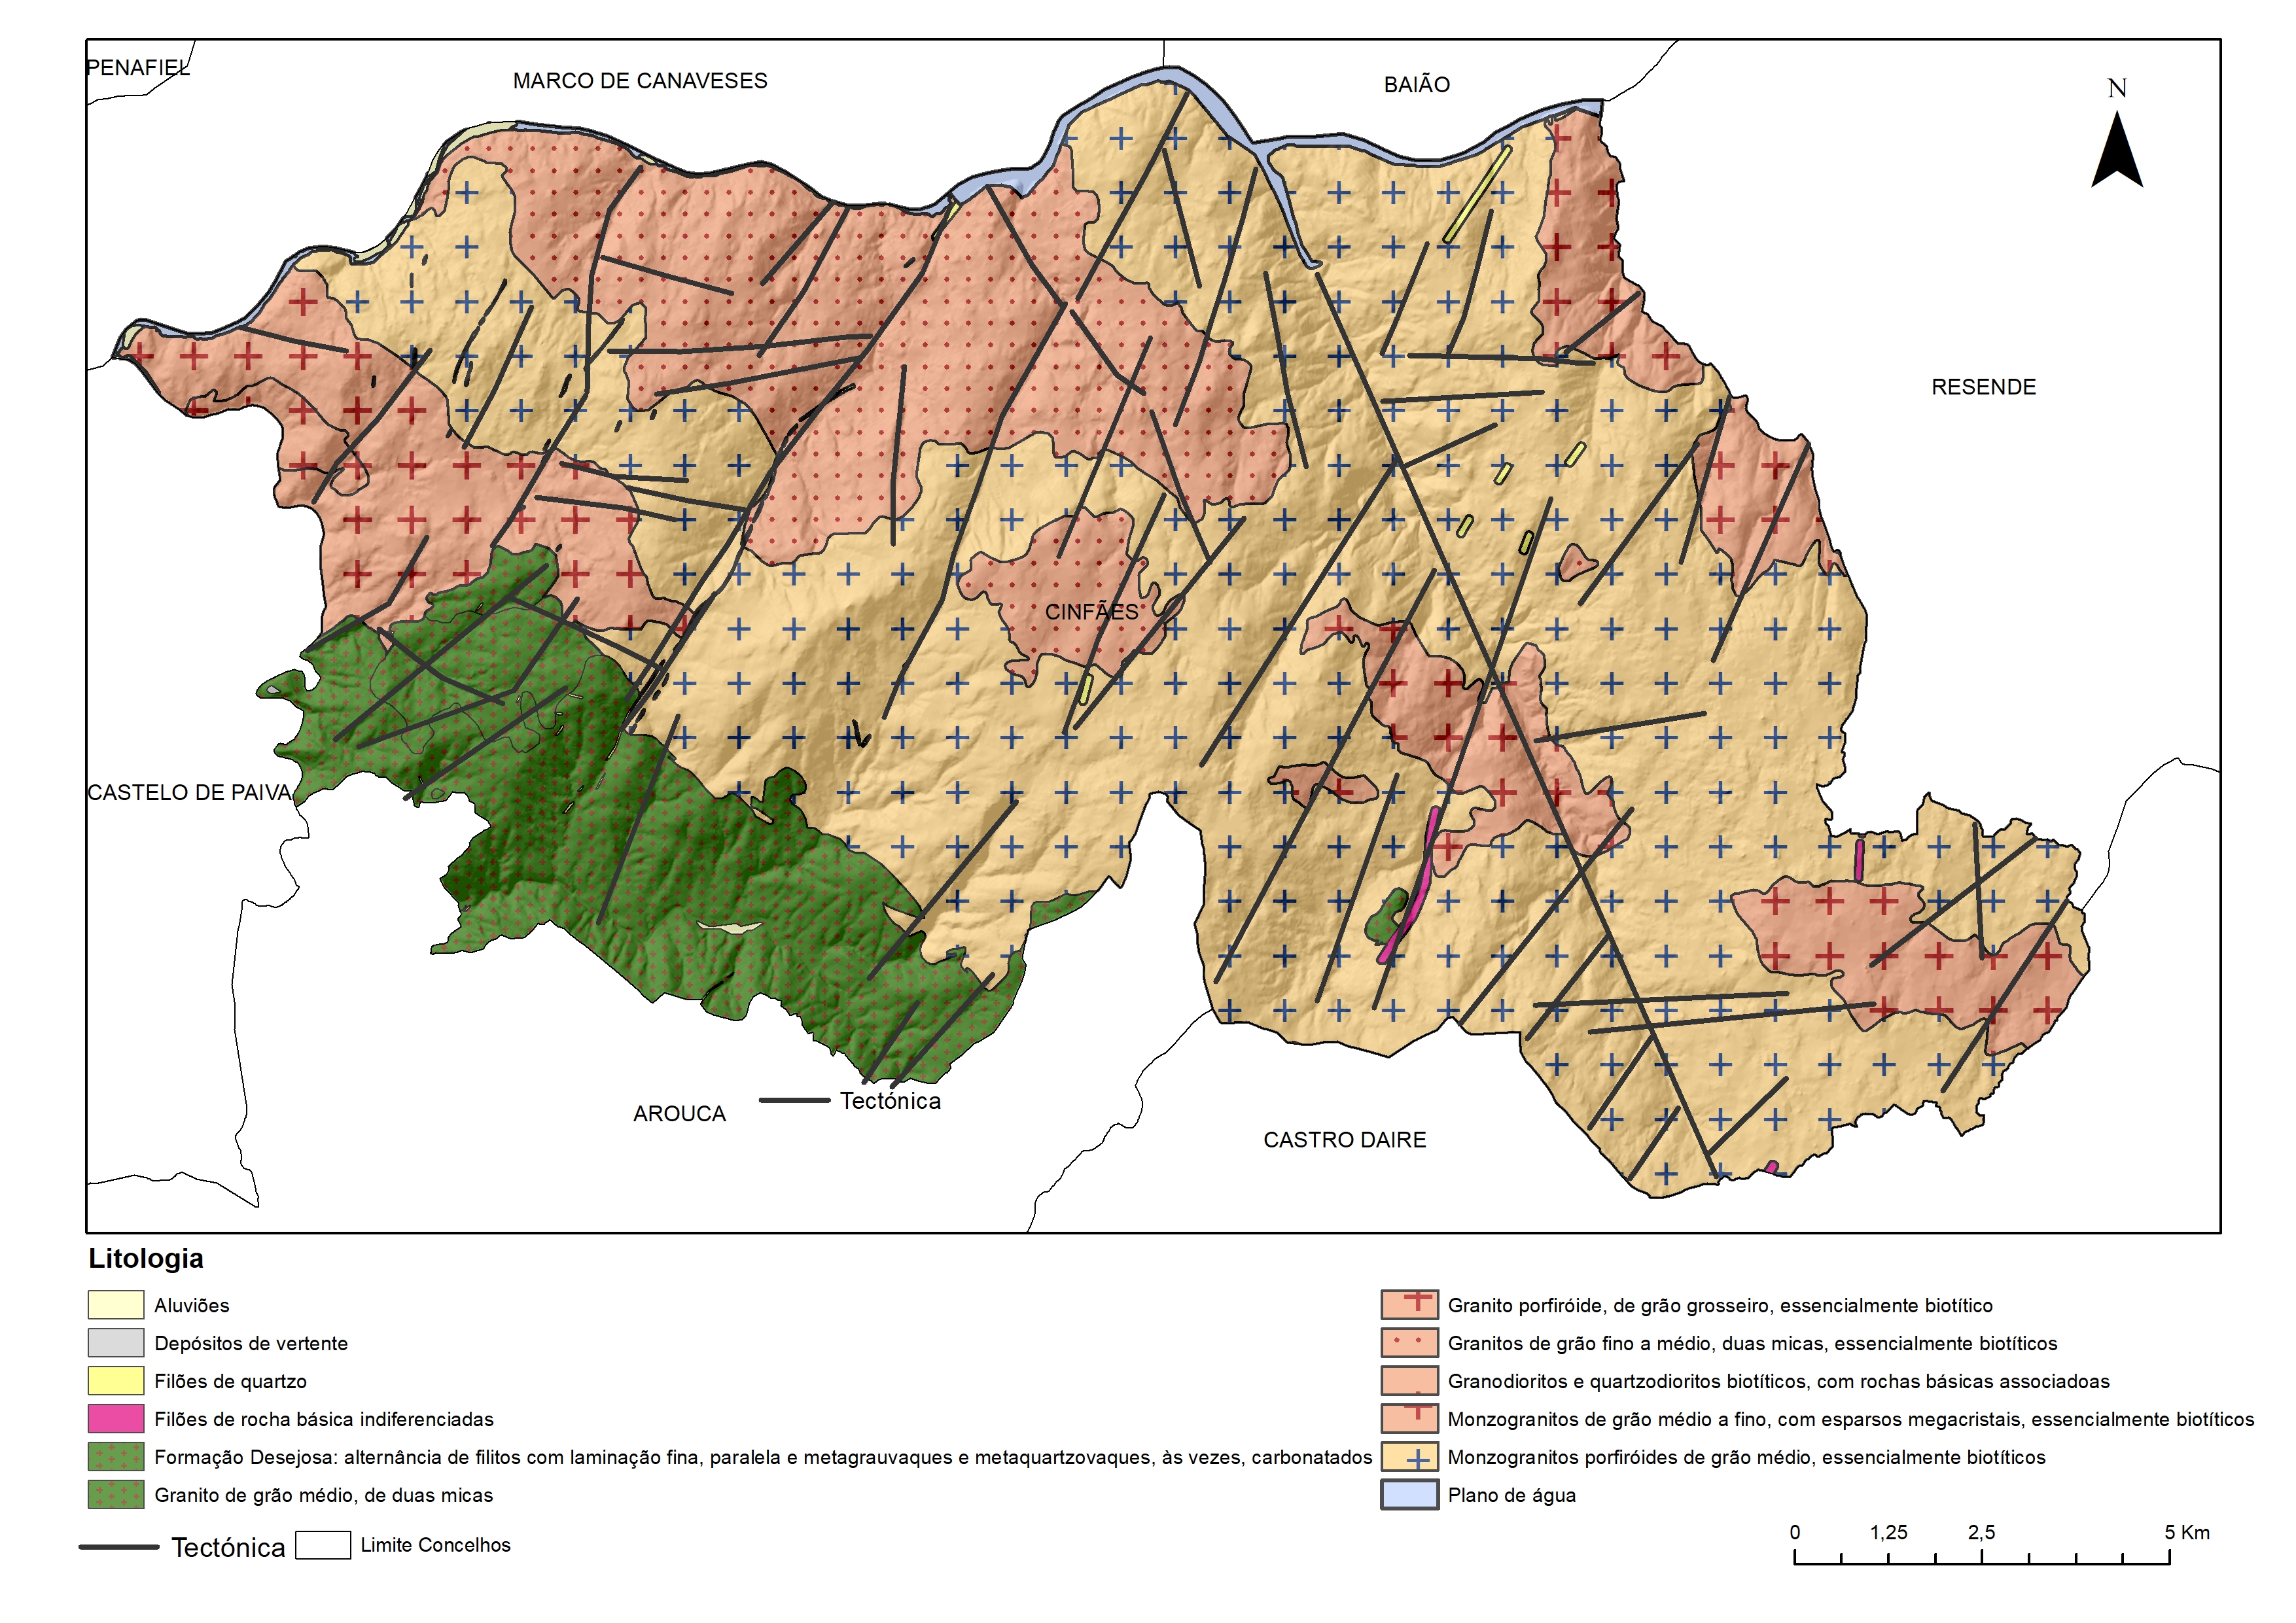 PENAFIEL
MARCO DE CANAVESES
BAIÃO
N
RESENDE
CINFÃES
CASTELO DE PAIVA
AROUCA
Tectónica
CASTRO DAIRE
Litologia
Aluviões
Depósitos de vertente
Filões de quartzo
Filões de rocha básica indiferenciadas
Formação Desejosa: alternância de filitos com laminação fina, paralela e metagrauvaques e metaquartzovaques, às vezes, carbonatados
Granito de grão médio, de duas micas
Tectónica
Limite Concelhos
Granito porfiróide, de grão grosseiro, essencialmente biotítico
Granitos de grão fino a médio, duas micas, essencialmente biotíticos
Granodioritos e quartzodioritos biotíticos, com rochas básicas associadoas
Monzogranitos de grão médio a fino, com esparsos megacristais, essencialmente biotíticos
Monzogranitos porfiróides de grão médio, essencialmente biotíticos
Plano de água
0 1,25 2,5 5 Km